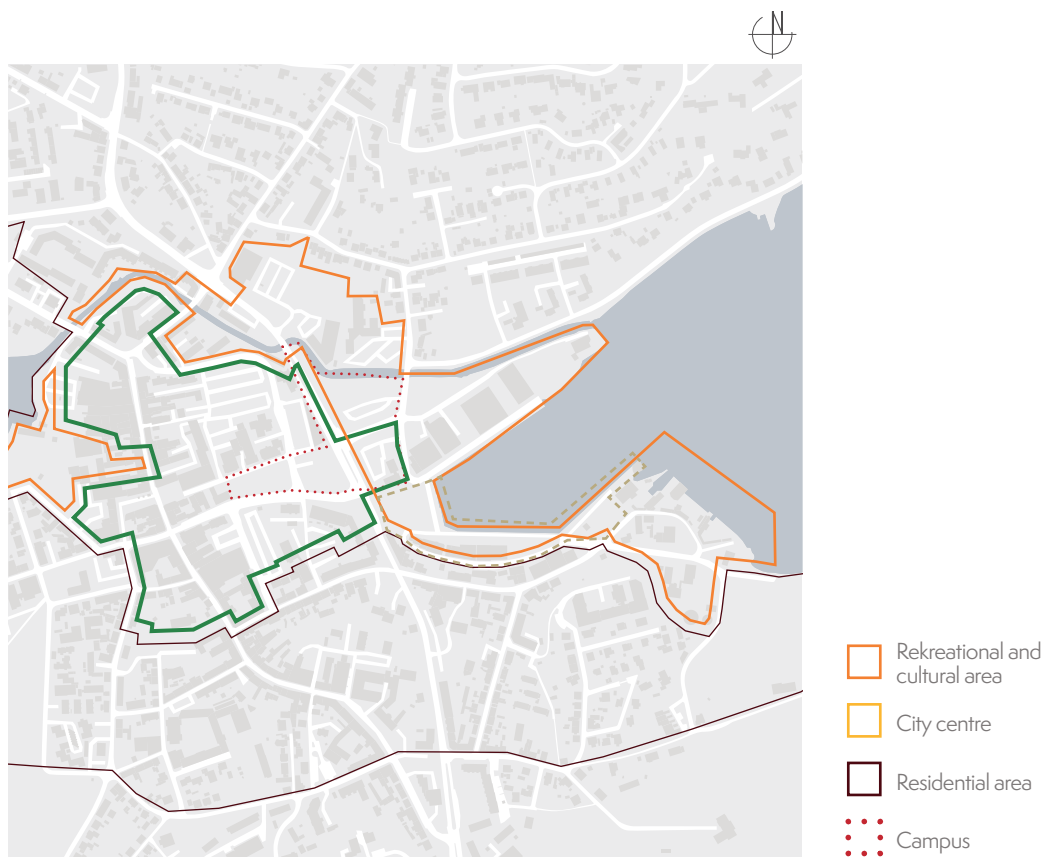 N
Rekreational and
cultural area
City centre
Residential area
Campus